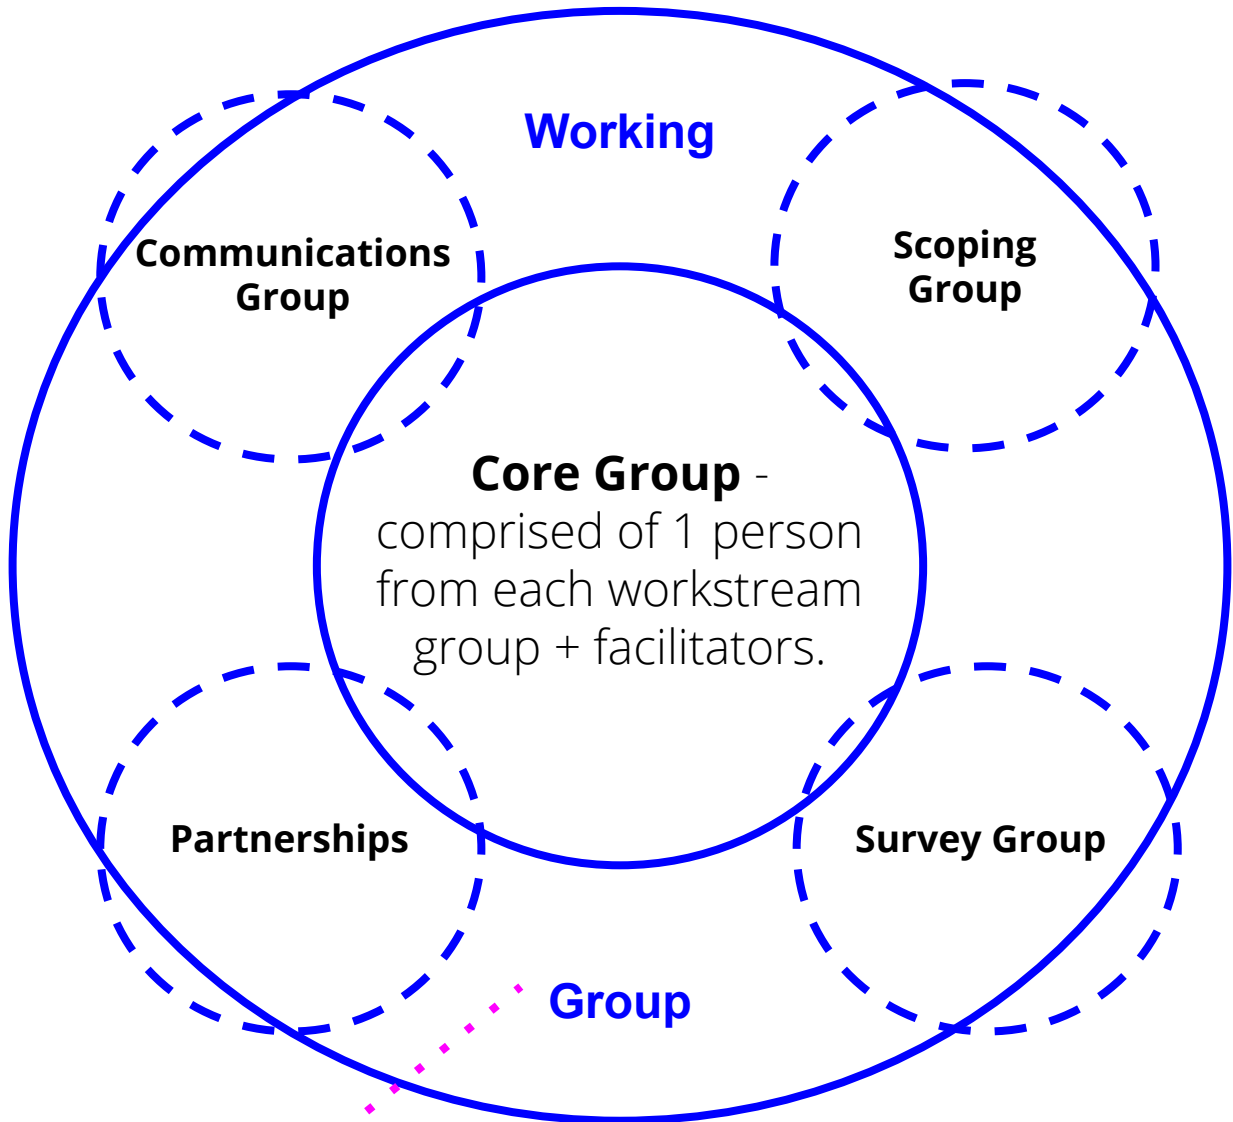 Working
Communications
Group
Scoping
Group
Core Group -
comprised of 1 person
from each workstream
group + facilitators.
Partnerships
Survey Group
Group